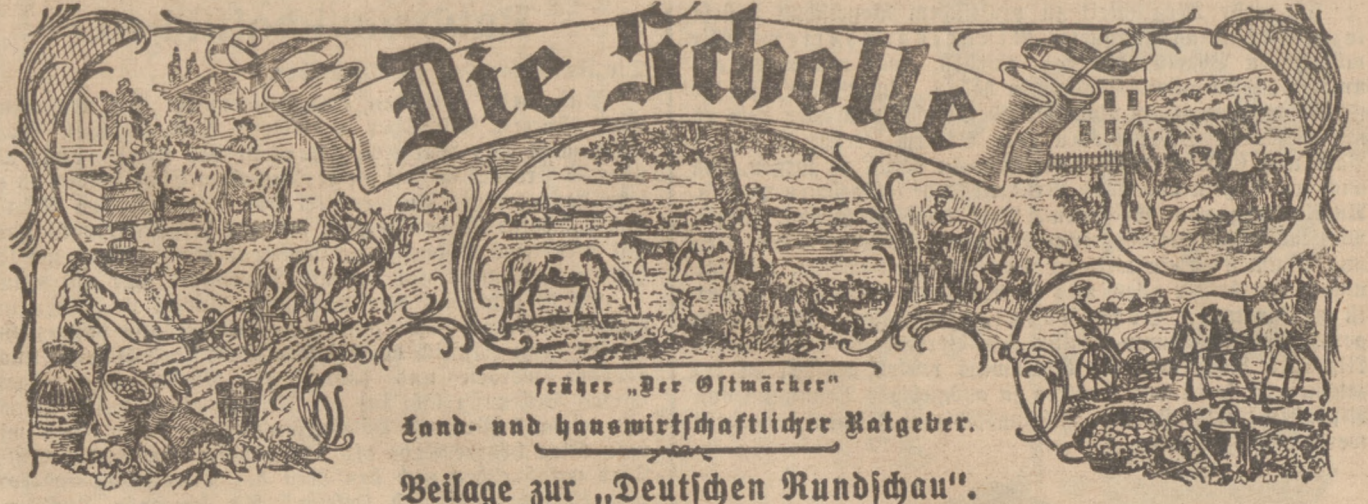 Die Scholle
früher „Der Ostmärker“
Land- und hauswirtschaftlicher Ratgeber.
Beilage zur „Deutschen Rundschau“.